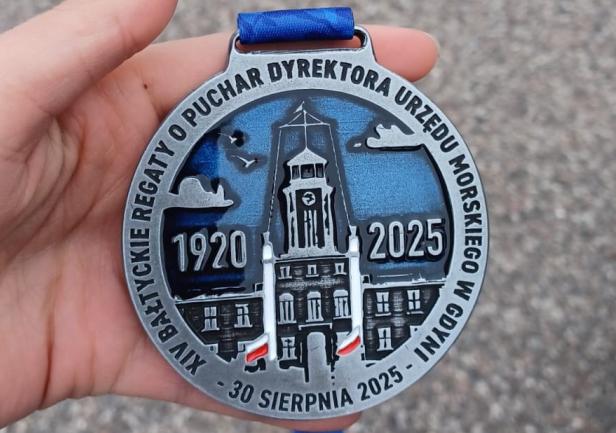 XIV BAŁTYCKIE REGATY O PUCHAR DYREKTORA URZĘDU MORSKIEGO W GDYNI
1920 2025
- 30 SIERPNIA 2025 -